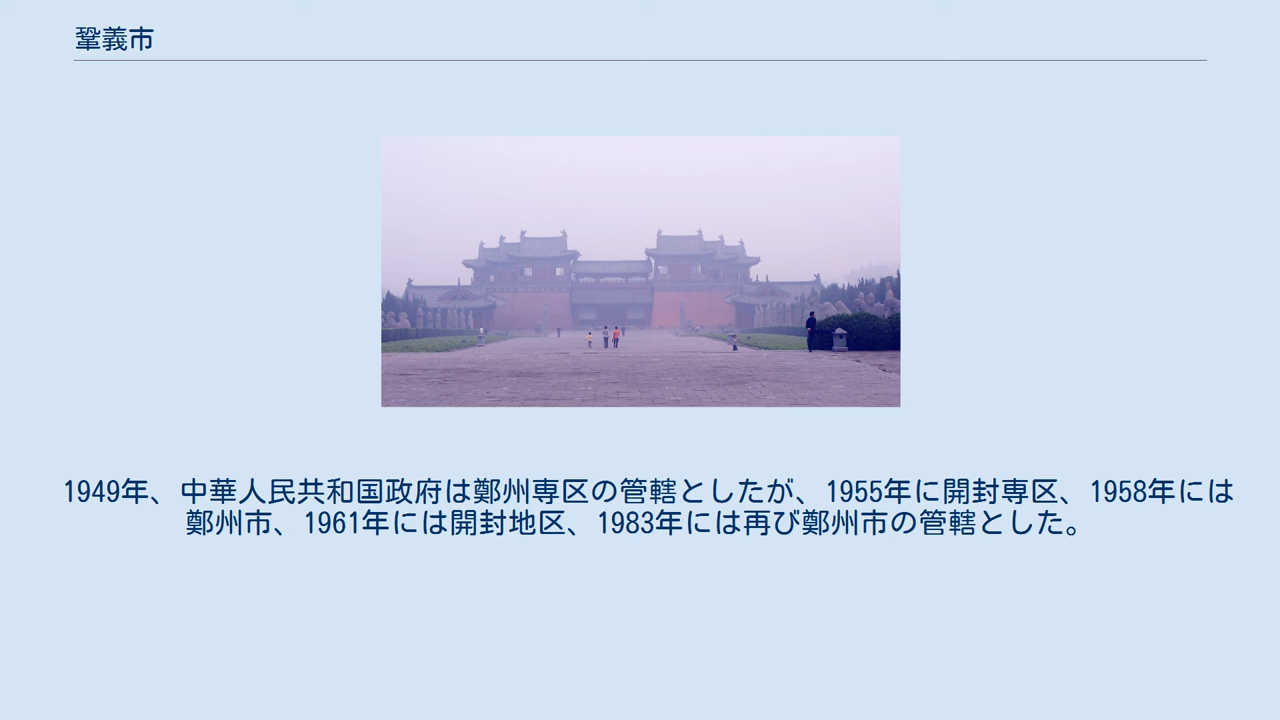 鞏義市
1949年、中華人民共和国政府は鄭州専区の管轄としたが、1955年に開封専区、1958年には
鄭州市、1961年には開封地区、1983年には再び鄭州市の管轄とした。